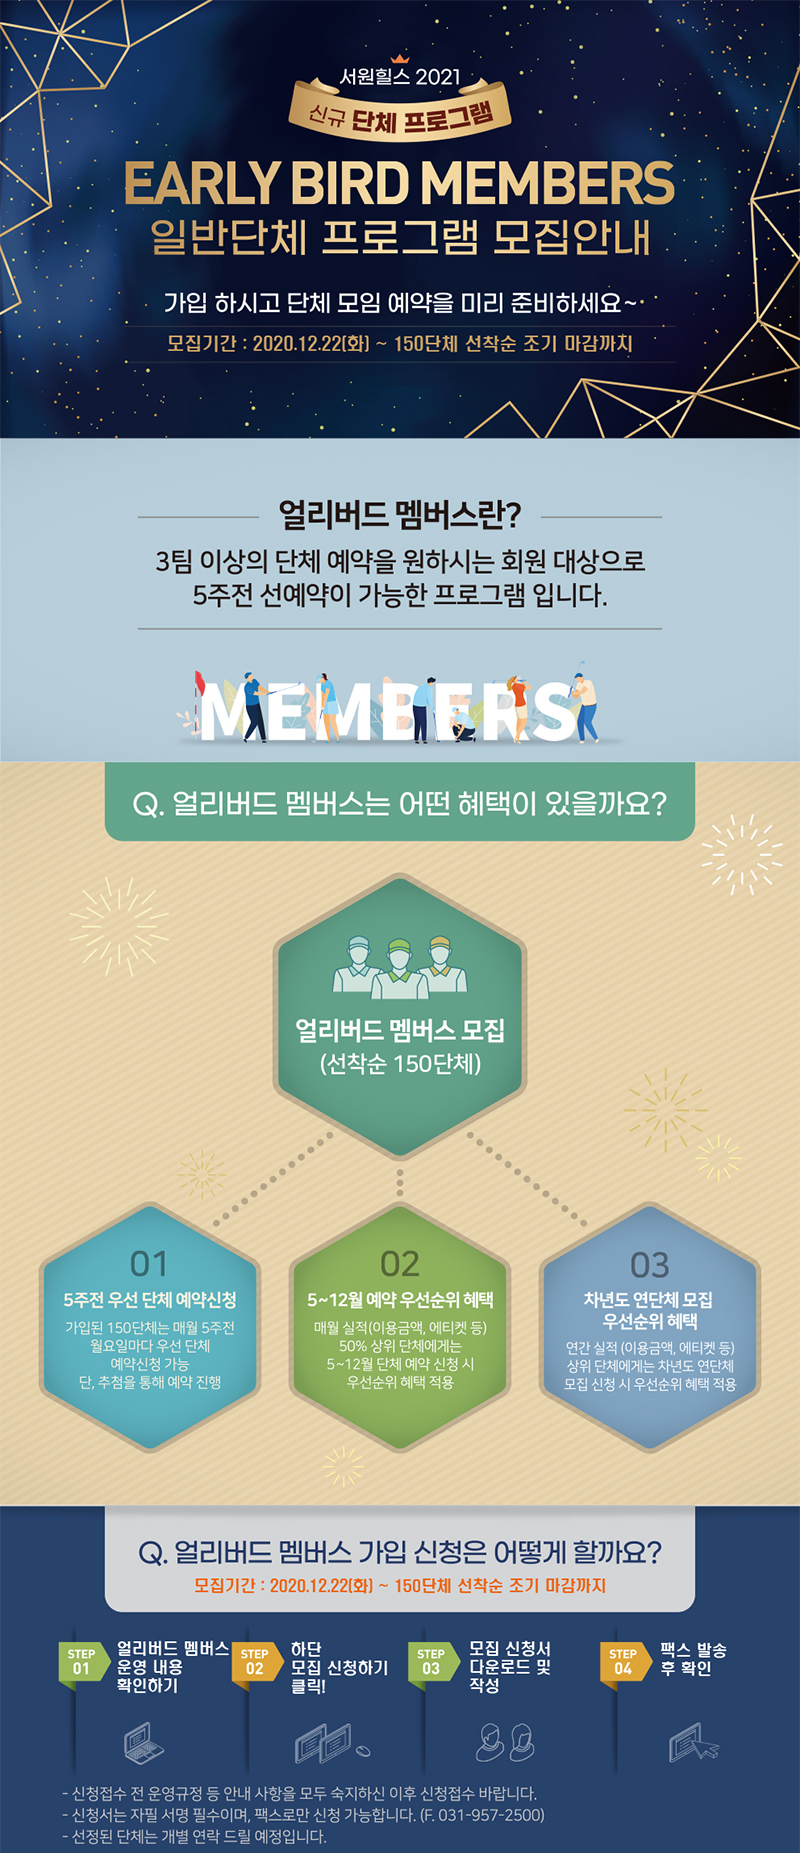 서원힐스 2021
신규 단체 프로그램
EARLY BIRD MEMBERS
일반단체 프로그램 모집안내
가입 하시고 단체 모임 예약을 미리 준비하세요~
모집기간 : 2020.12.22(화) ~ 150단체 선착순 조기 마감까지
얼리버드 멤버스란?
3팀 이상의 단체 예약을 원하시는 회원 대상으로
5주전 선예약이 가능한 프로그램 입니다.
MEMBERS
Q. 얼리버드 멤버스는 어떤 혜택이 있을까요?
얼리버드 멤버스 모집
(선착순 150단체)
01
5주전 우선 단체 예약신청
가입된 150단체는 매월 5주전
월요일마다 우선 단체
예약신청 가능
단, 추첨을 통해 예약 진행
02
5~12월 예약 우선순위 혜택
매월 실적(이용금액, 에티켓 등)
50% 상위 단체에게는
5~12월 단체 예약 신청 시
우선순위 혜택 적용
03
차년도 연단체 모집
우선순위 혜택
연간 실적 (이용금액, 에티켓 등)
상위 단체에게는 차년도 연단체
모집 신청 시 우선순위 혜택 적용
Q. 얼리버드 멤버스 가입 신청은 어떻게 할까요?
모집기간 : 2020.12.22(화) ~ 150단체 선착순 조기 마감까지
STEP
01
얼리버드 멤버스
운영 내용
확인하기
STEP
02
하단
모집 신청하기
클릭!
STEP
03
모집 신청서
다운로드 및
작성
STEP
04
팩스 발송
후 확인
- 신청접수 전 운영규정 등 안내 사항을 모두 숙지하신 이후 신청접수 바랍니다.
- 신청서는 자필 서명 필수이며, 팩스로만 신청 가능합니다. (F. 031-957-2500)
- 선정된 단체는 개별 연락 드릴 예정입니다.